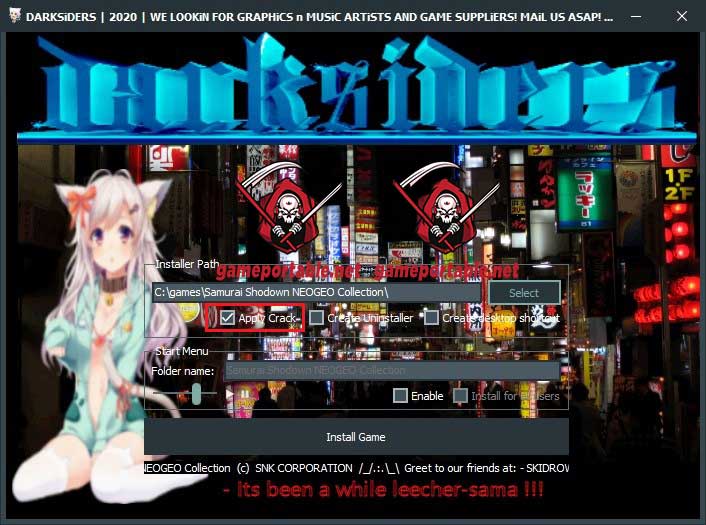 DARKSiDERS | 2020 | WE LOOKiN FOR GRAPHiCS n MUSiC ARTiSTS AND GAME SUPPLiERS! MAiL US ASAP! ...
darksiders
ラッキー
1F
2F
Installer Path
gameportable.net - gameportable.net
C:\games\Samurai Shodown NEOGEO Collection\
Select
Apply Crack
Create Uninstaller
Create desktop shortcut
Start Menu
Folder name:
Samurai Shodown NEOGEO Collection
Enable
Install for all users
Install Game
NEOGEO Collection (c) SNK CORPORATION /_/.:.\_\ Greet to our friends at: - SKIDROW
- Its been a while leecher-sama !!!